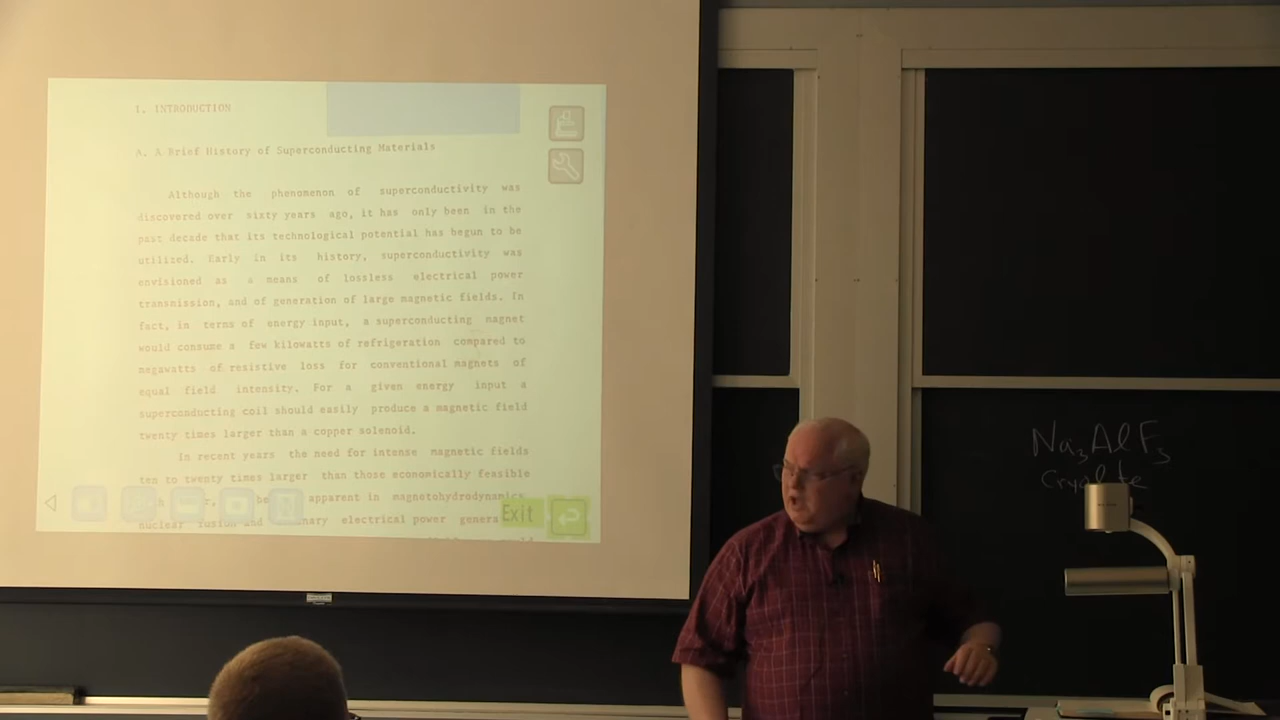 1. INTRODUCTION
A. A Brief History of Superconducting Materials
Although the phenomenon of superconductivity was
discovered over sixty years ago, it has only been in the
past decade that its technological potential has begun to be
utilized. Early in its history, superconductivity was
envisioned as a means of lossless electrical power
transmission, and of generation of large magnetic fields. In
fact, in terms of energy input, a superconducting magnet
would consume a few kilowatts of refrigeration compared to
megawatts of resistive loss for conventional magnets of
equal field intensity. For a given energy input a
superconducting coil should easily produce a magnetic field
twenty times larger than a copper solenoid.
In recent years the need for intense magnetic fields
ten to twenty times larger than those economically feasible
apparent in magnetohydrodynamics,
nuclear fusion and electrical power
Exit
Na3AlF3
Cryolite